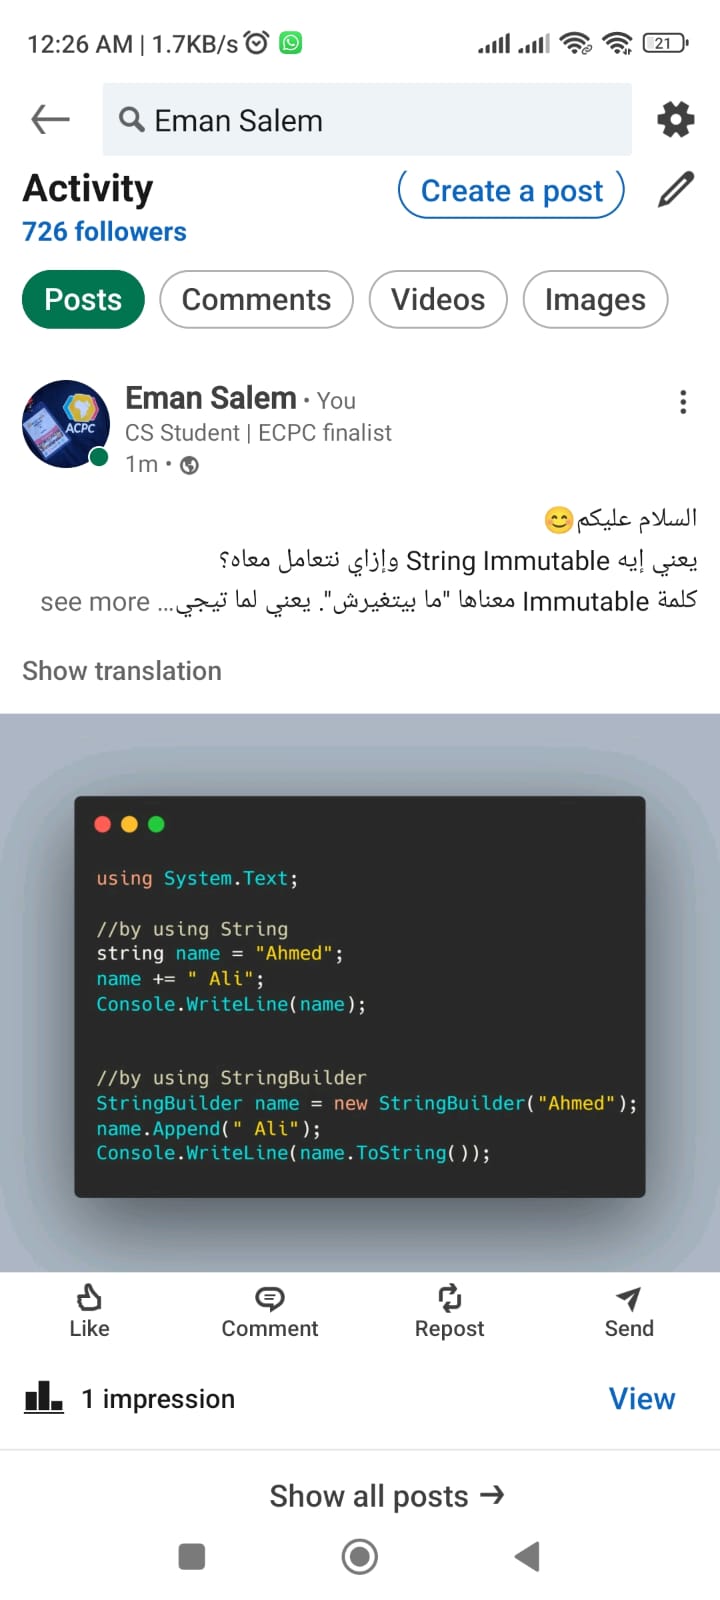 12:26 AM | 1.7KB/s
21
Eman Salem
Activity
Create a post
726 followers
Posts
Comments
Videos
Images
ACPC
Eman Salem • You
CS Student | ECPC finalist
1m •
السلام عليكم😊
يعني إيه String Immutable وإزاي نتعامل معاه؟
كلمة Immutable معناها "ما بيتغيرش". يعني لما تيجي... see more
Show translation
using System.Text;
//by using String
string name = "Ahmed";
name += " Ali";
Console.WriteLine(name);
//by using StringBuilder
StringBuilder name = new StringBuilder("Ahmed");
name.Append(" Ali");
Console.WriteLine(name.ToString());
Like
Comment
Repost
Send
1 impression
View
Show all posts →